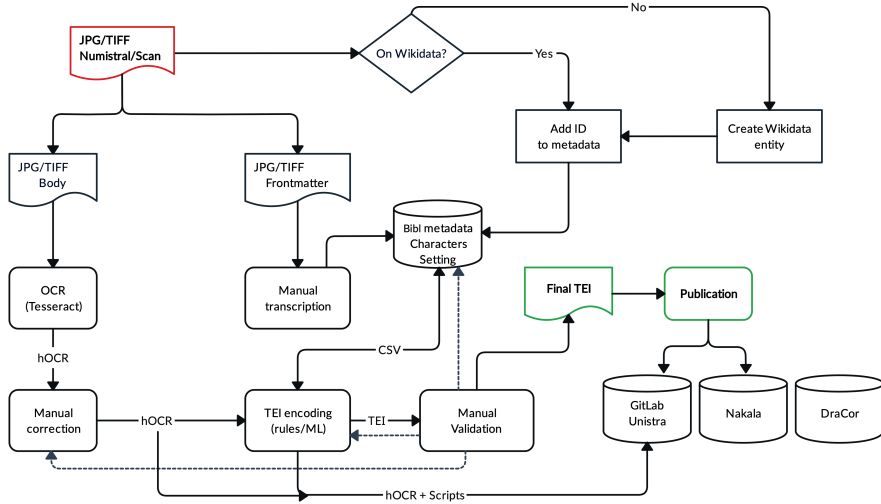 No
JPG/TIFF
Numistral/Scan
On Wikidata?
Yes
Add ID
to metadata
Create Wikidata
entity
JPG/TIFF
Body
JPG/TIFF
Frontmatter
Bibl metadata
Characters
Setting
OCR
(Tesseract)
Manual
transcription
Final TEI
Publication
hOCR
CSV
Manual
correction
hOCR
TEI encoding
(rules/ML)
TEI
Manual
Validation
GitLab
Unistra
Nakala
DraCor
hOCR + Scripts